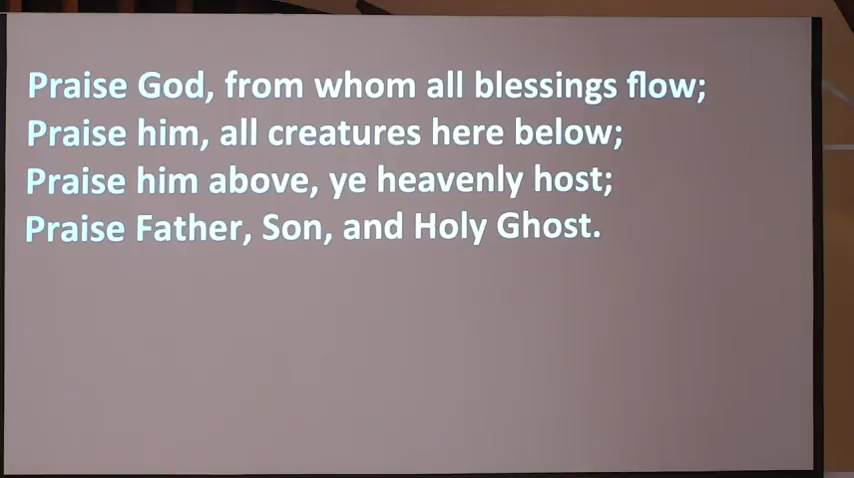 Praise God, from whom all blessings flow;
Praise him, all creatures here below;
Praise him above, ye heavenly host;
Praise Father, Son, and Holy Ghost.